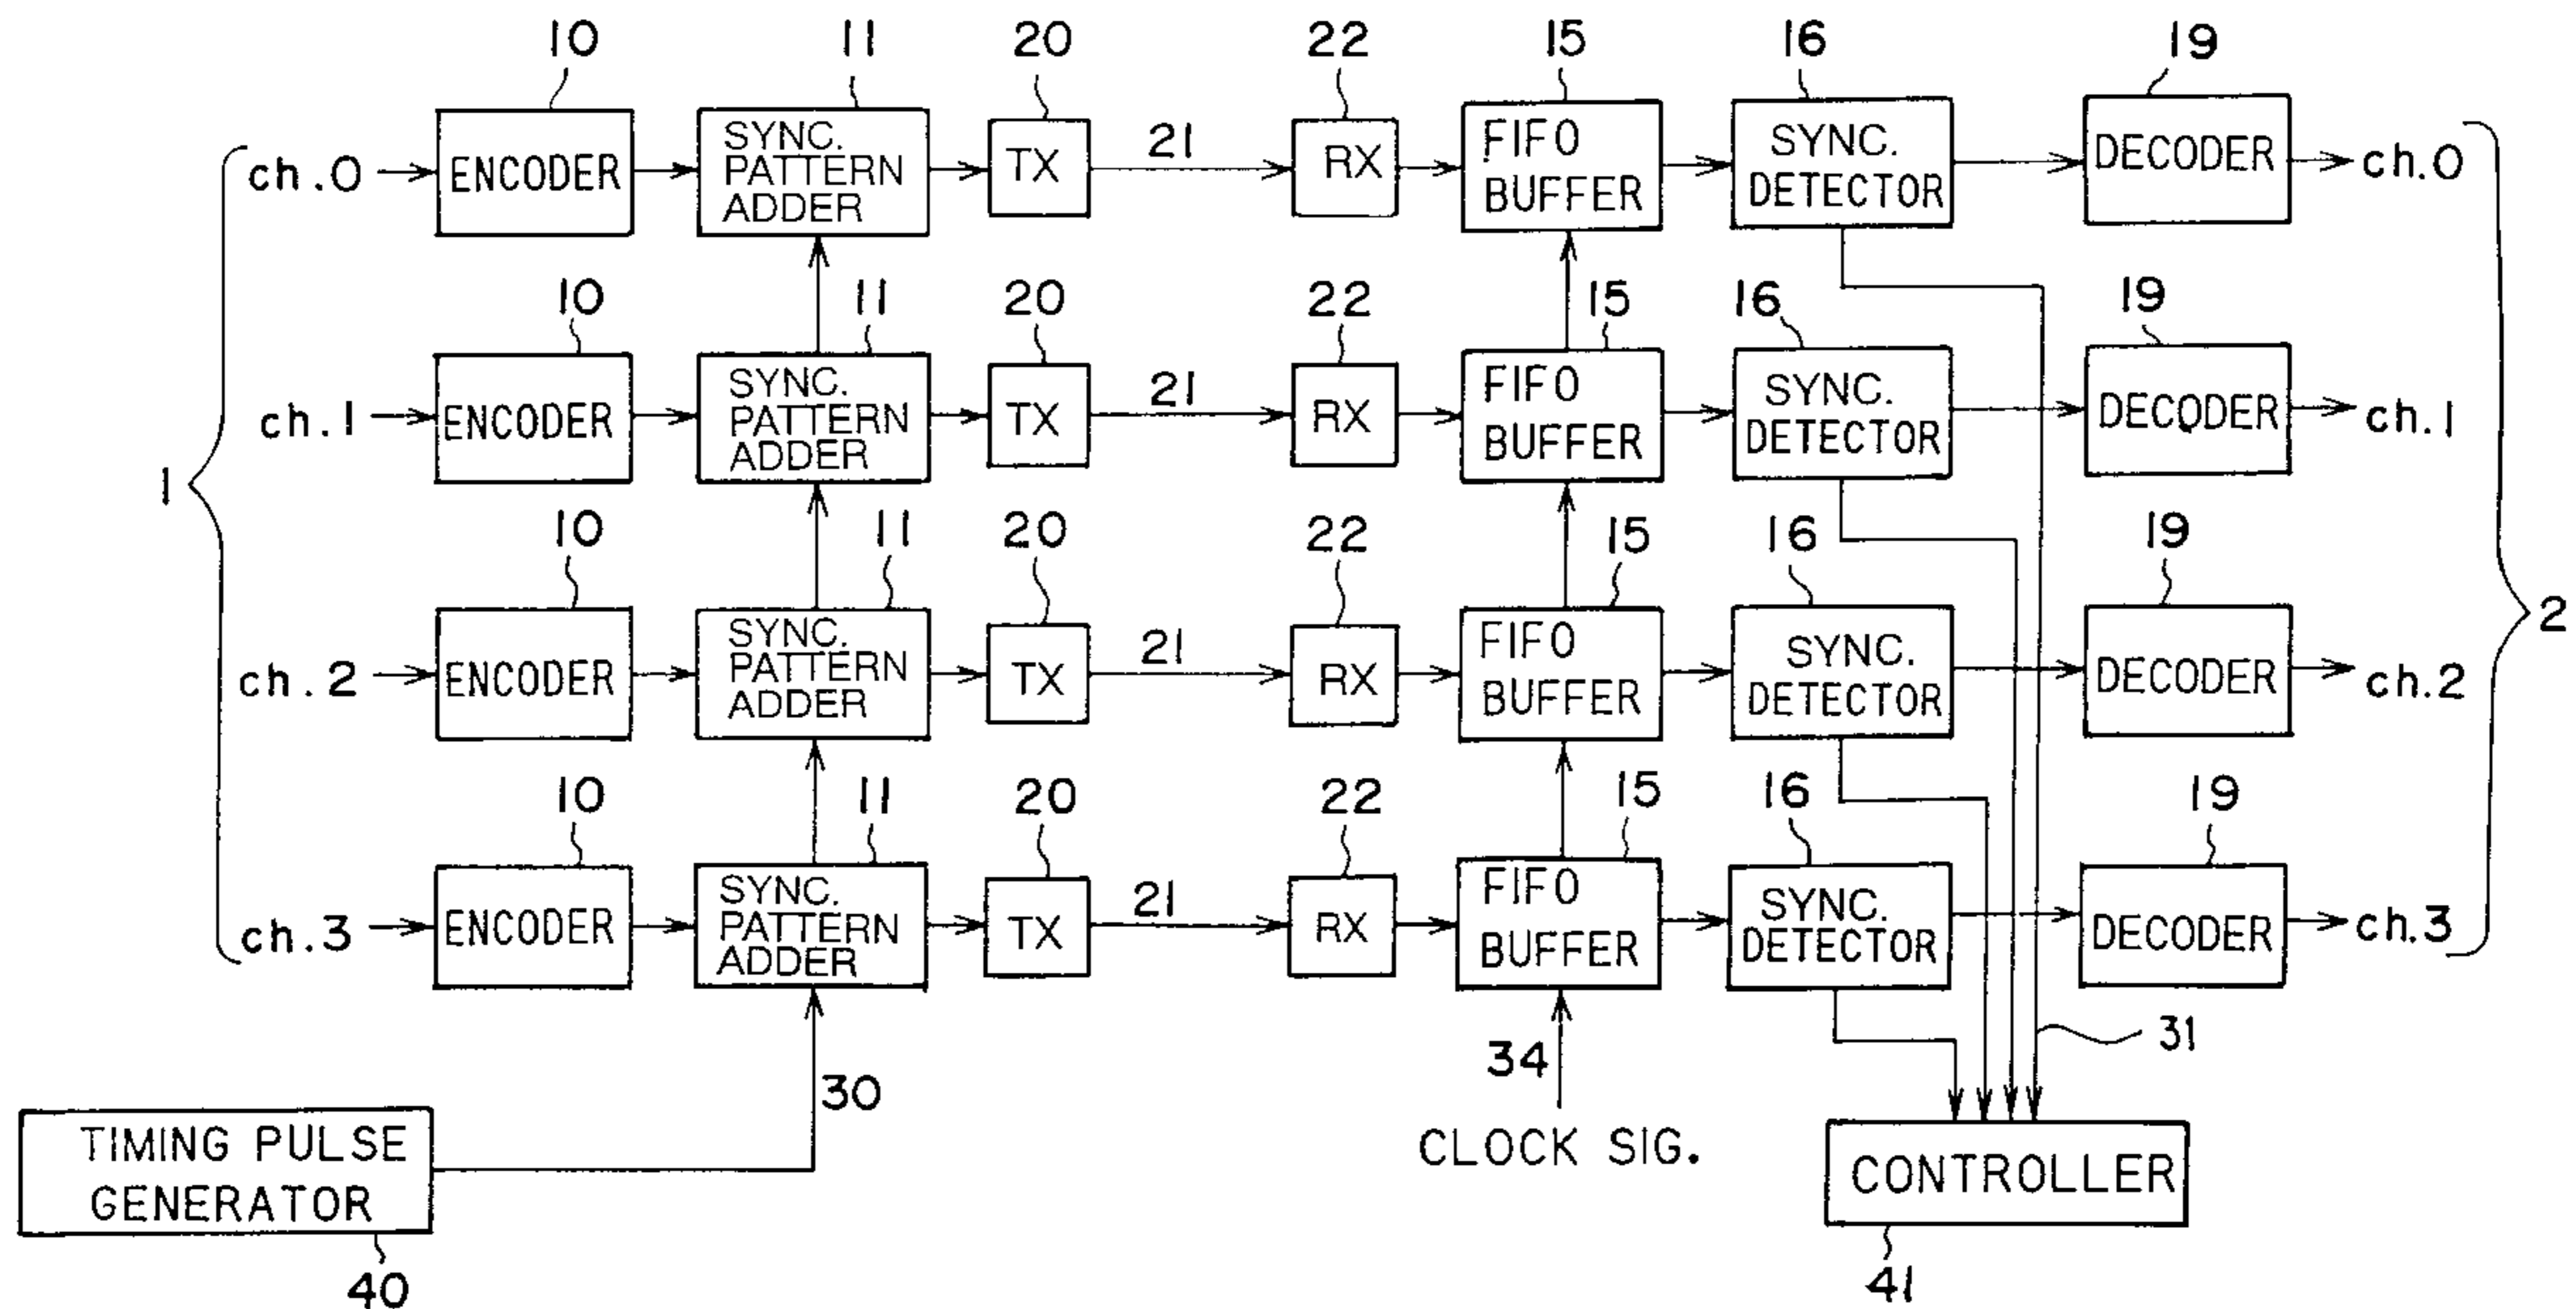 10 11 20 22 15 16 19
ch.0 ENCODER SYNC. PATTERN ADDER TX 21 RX FIFO BUFFER SYNC. DETECTOR DECODER ch.0
10 11 20 22 15 16 19
ch.1 ENCODER SYNC. PATTERN ADDER TX 21 RX FIFO BUFFER SYNC. DETECTOR DECODER ch.1
1
10 11 20 22 15 16 19
2
ch.2 ENCODER SYNC. PATTERN ADDER TX 21 RX FIFO BUFFER SYNC. DETECTOR DECODER ch.2
10 11 20 22 15 16 19
ch.3 ENCODER SYNC. PATTERN ADDER TX 21 RX FIFO BUFFER SYNC. DETECTOR DECODER ch.3
30 34 31
TIMING PULSE
GENERATOR
40
CLOCK SIG.
CONTROLLER
41